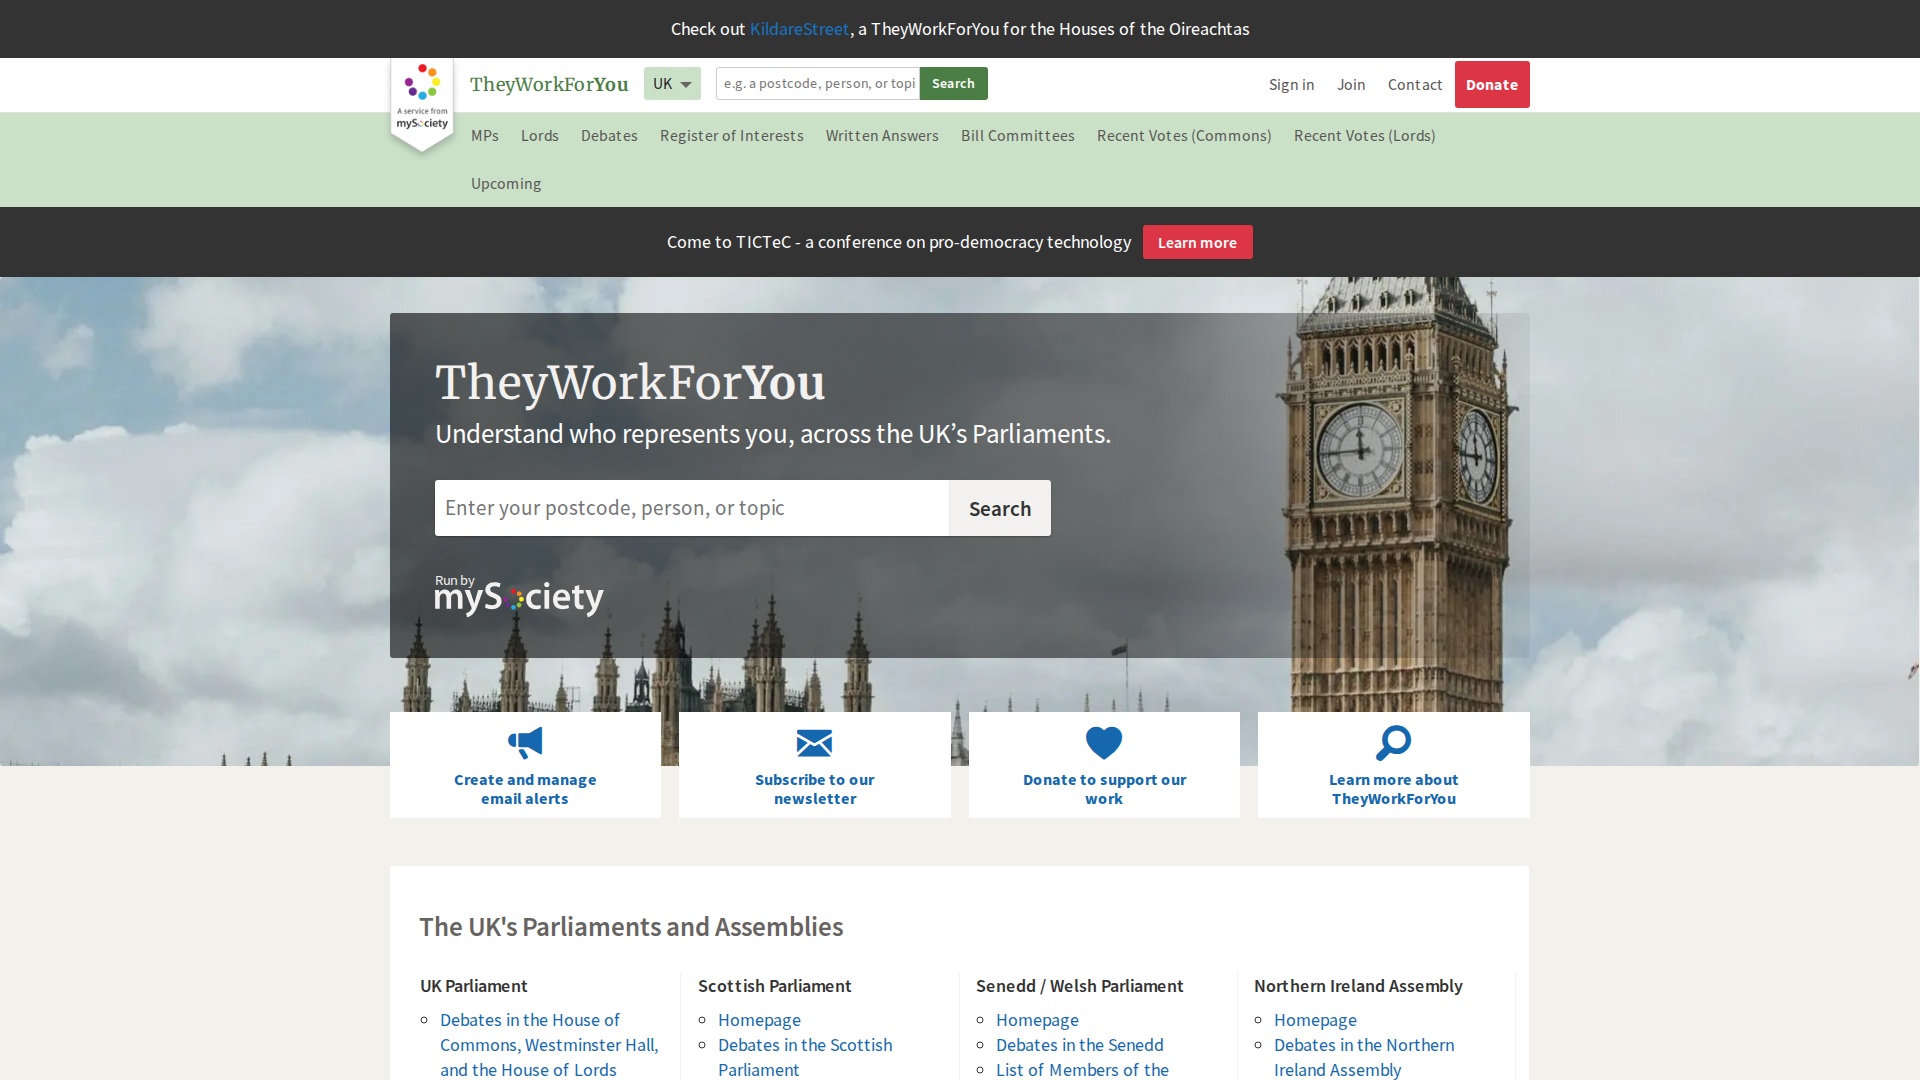 Check out KildareStreet, a TheyWorkForYou for the Houses of the Oireachtas
A service from
mySociety
TheyWorkForYou
UK
e.g. a postcode, person, or topi
Search
Sign in
Join
Contact
Donate
MPs
Lords
Debates
Register of Interests
Written Answers
Bill Committees
Recent Votes (Commons)
Recent Votes (Lords)
Upcoming
Come to TICTeC - a conference on pro-democracy technology
Learn more
TheyWorkForYou
Understand who represents you, across the UK’s Parliaments.
Enter your postcode, person, or topic
Search
Run by
mySociety
Create and manage
email alerts
Subscribe to our
newsletter
Donate to support our
work
Learn more about
TheyWorkForYou
The UK's Parliaments and Assemblies
UK Parliament
Debates in the House of
Commons, Westminster Hall,
and the House of Lords
Scottish Parliament
Homepage
Debates in the Scottish
Parliament
Senedd / Welsh Parliament
Homepage
Debates in the Senedd
List of Members of the
Northern Ireland Assembly
Homepage
Debates in the Northern
Ireland Assembly